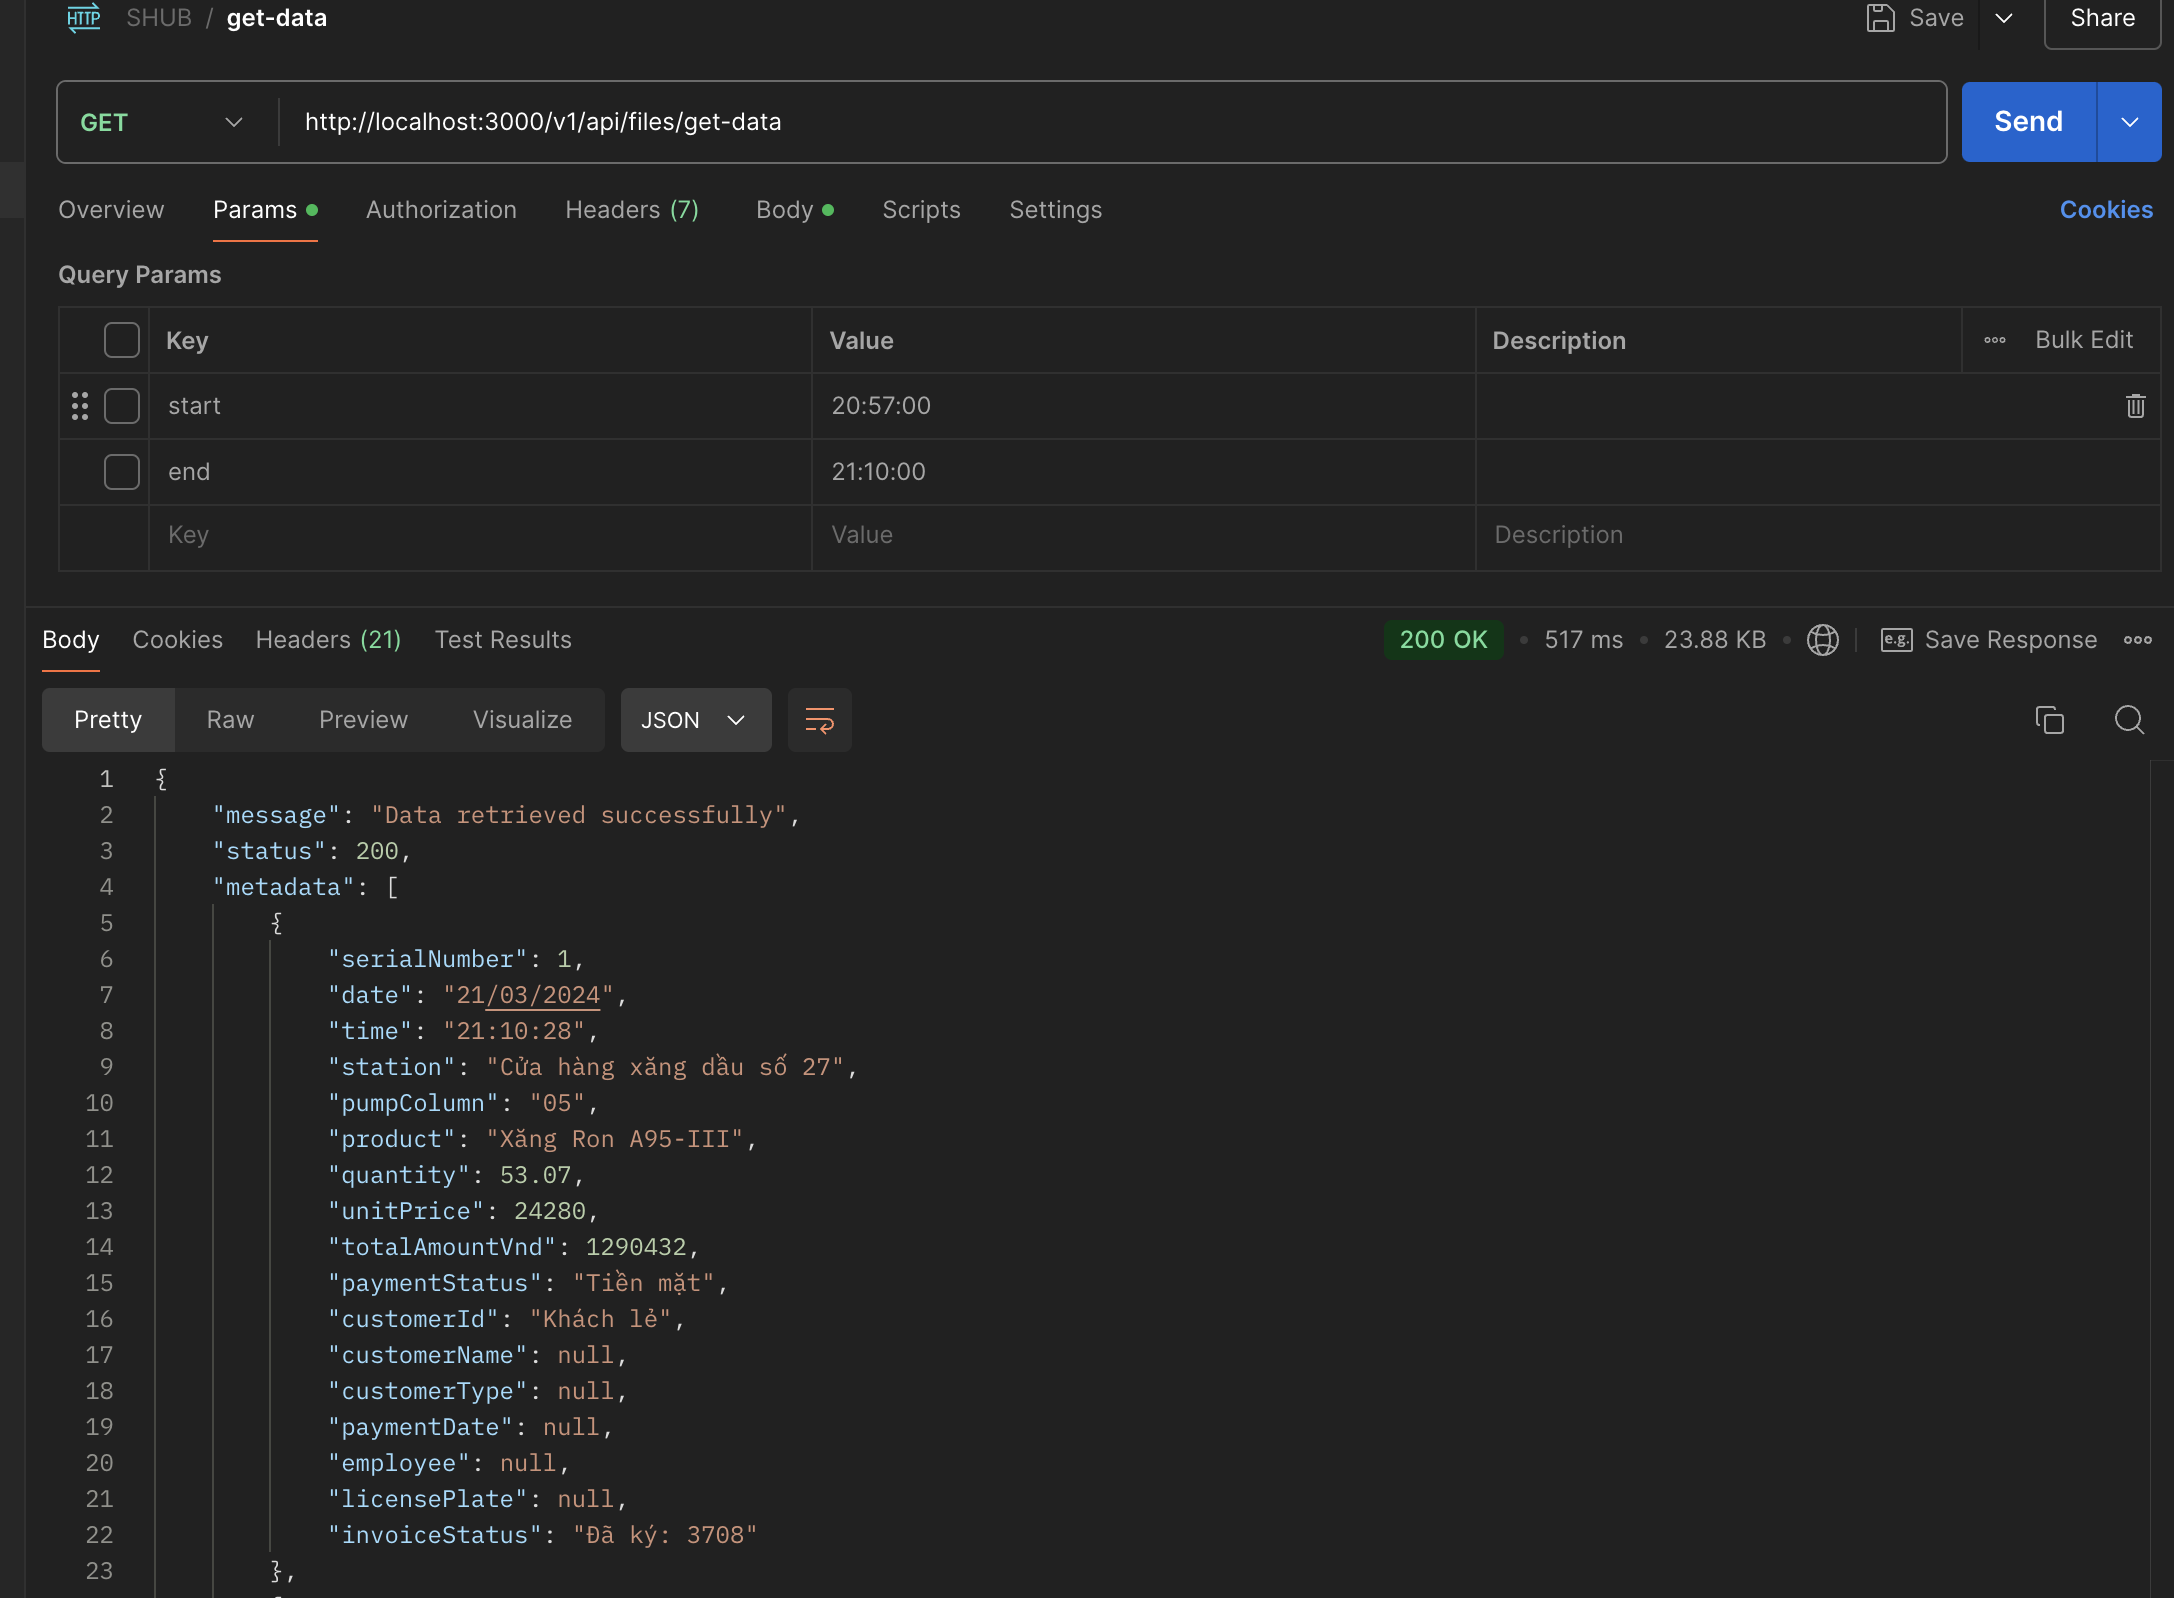 HTTP SHUB / get-data Save Share
GET http://localhost:3000/v1/api/files/get-data Send
Overview Params Authorization Headers (7) Body Scripts Settings Cookies
Query Params
Key Value Description Bulk Edit
start 20:57:00
end 21:10:00
Key Value Description
Body Cookies Headers (21) Test Results 200 OK 517 ms 23.88 KB e.g. Save Response
Pretty Raw Preview Visualize JSON
1 {
2 "message": "Data retrieved successfully",
3 "status": 200,
4 "metadata": [
5 {
6 "serialNumber": 1,
7 "date": "21/03/2024",
8 "time": "21:10:28",
9 "station": "Cửa hàng xăng dầu số 27",
10 "pumpColumn": "05",
11 "product": "Xăng Ron A95-III",
12 "quantity": 53.07,
13 "unitPrice": 24280,
14 "totalAmountVnd": 1290432,
15 "paymentStatus": "Tiền mặt",
16 "customerId": "Khách lẻ",
17 "customerName": null,
18 "customerType": null,
19 "paymentDate": null,
20 "employee": null,
21 "licensePlate": null,
22 "invoiceStatus": "Đã ký: 3708"
23 },